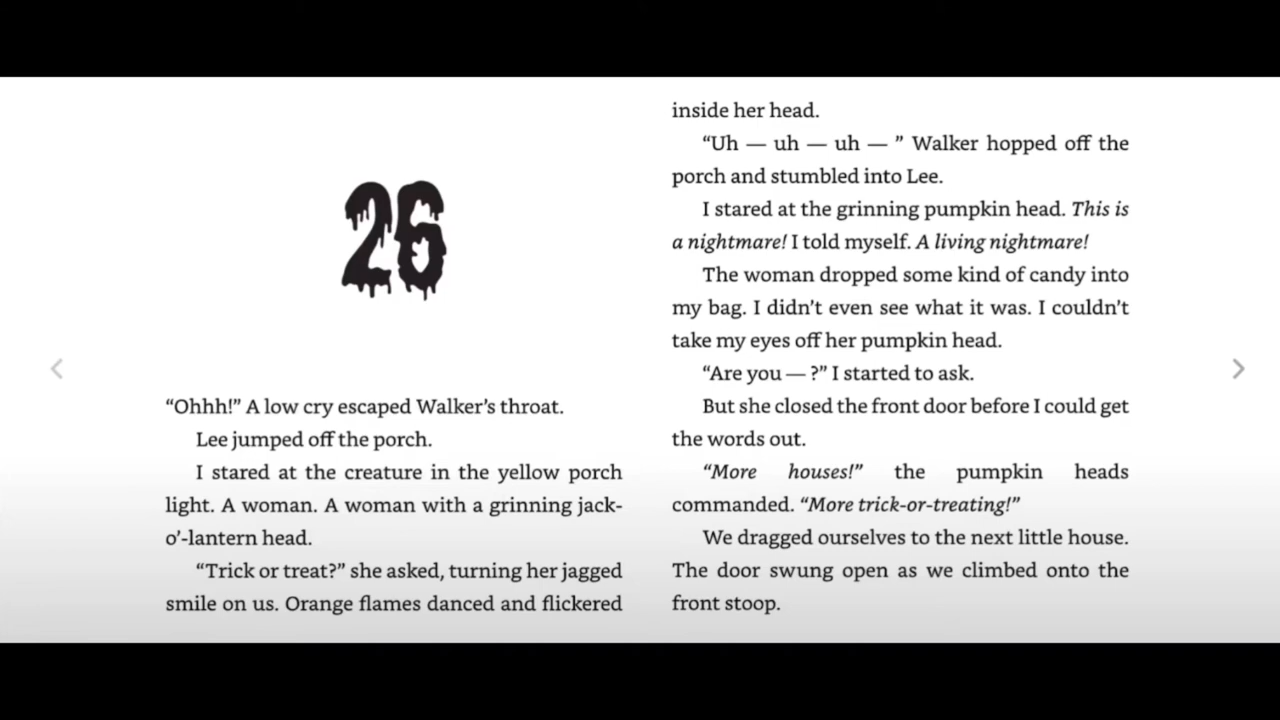 26
“Ohhh!” A low cry escaped Walker’s throat.
Lee jumped off the porch.
I stared at the creature in the yellow porch
light. A woman. A woman with a grinning jack-
o’-lantern head.
“Trick or treat?” she asked, turning her jagged
smile on us. Orange flames danced and flickered
inside her head.
“Uh — uh — uh — ” Walker hopped off the
porch and stumbled into Lee.
I stared at the grinning pumpkin head. This is
a nightmare! I told myself. A living nightmare!
The woman dropped some kind of candy into
my bag. I didn’t even see what it was. I couldn’t
take my eyes off her pumpkin head.
“Are you — ?” I started to ask.
But she closed the front door before I could get
the words out.
“More houses!” the pumpkin heads
commanded. “More trick-or-treating!”
We dragged ourselves to the next little house.
The door swung open as we climbed onto the
front stoop.